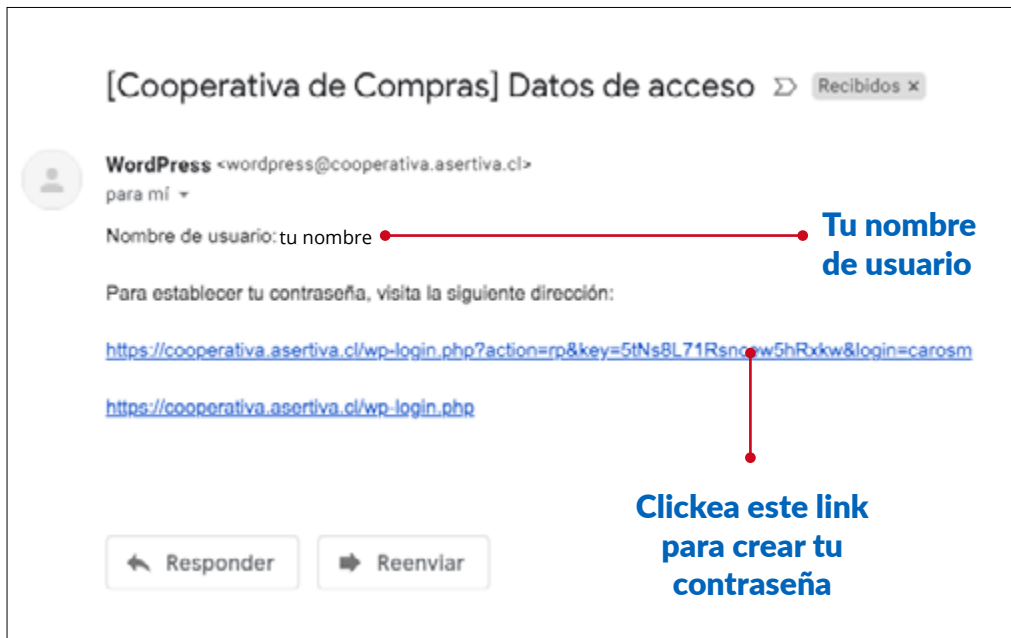 [Cooperativa de Compras] Datos de acceso Recibidos ×
WordPress <wordpress@cooperativa.asertiva.cl>
para mí
Nombre de usuario: tu nombre
Tu nombre
de usuario
Para establecer tu contraseña, visita la siguiente dirección:
https://cooperativa.asertiva.cl/wp-login.php?action=rp&key=5tNs8L71Rsncew5hRxkw&login=carosm
https://cooperativa.asertiva.cl/wp-login.php
Clickea este link
para crear tu
contraseña
Responder
Reenviar